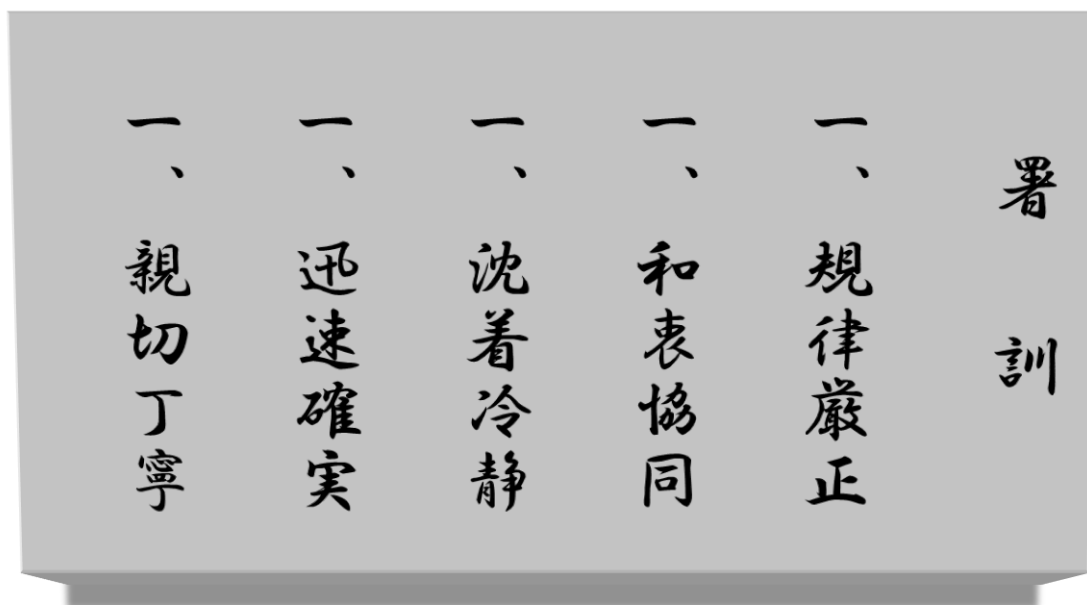 署訓
一、規律厳正
一、和衷協同
一、沈着冷静
一、迅速確実
一、親切丁寧